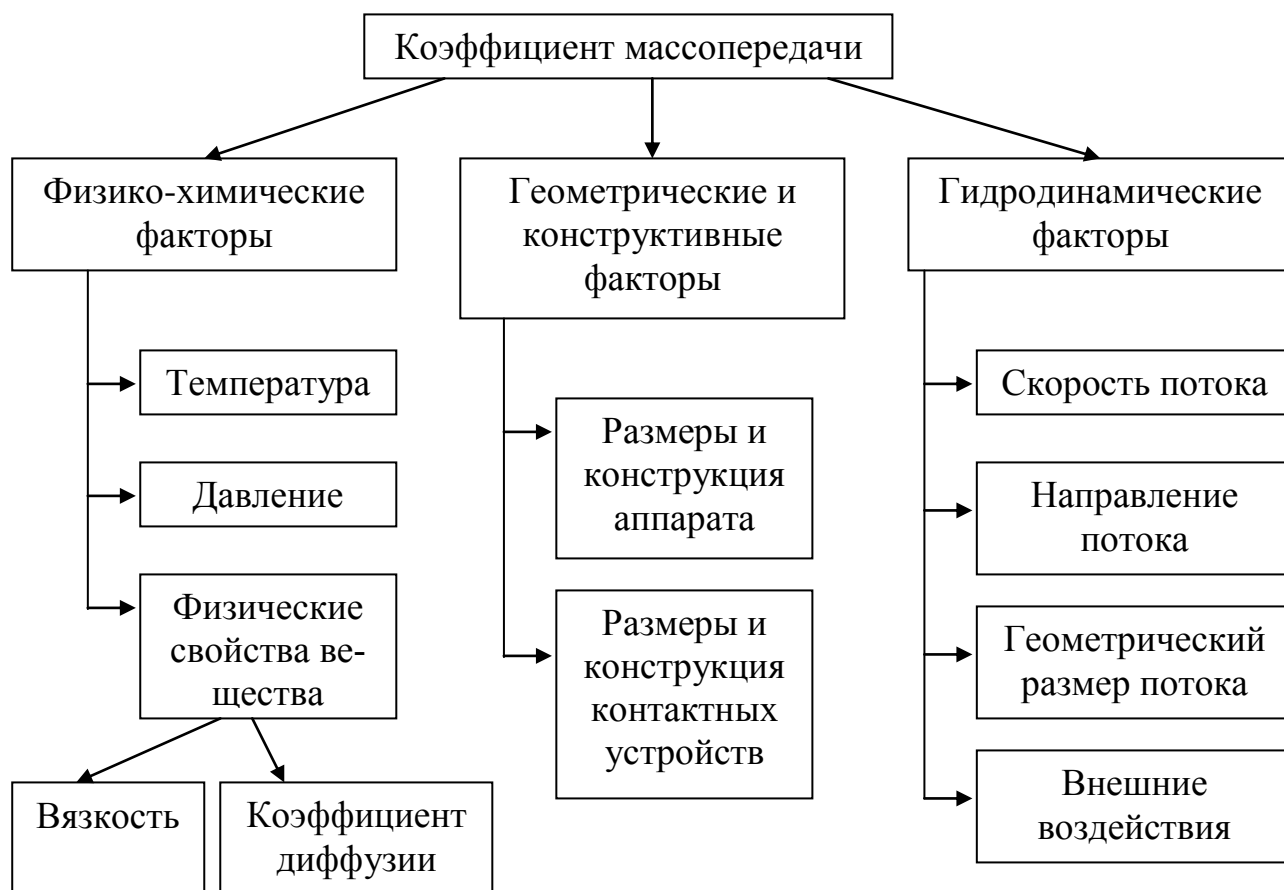 Коэффициент массопередачи
Физико-химические
факторы
Геометрические и
конструктивные
факторы
Гидродинамические
факторы
Температура
Давление
Физические
свойства ве-
щества
Вязкость
Коэффициент
диффузии
Размеры и
конструкция
аппарата
Размеры и
конструкция
контактных
устройств
Скорость потока
Направление
потока
Геометрический
размер потока
Внешние
воздействия